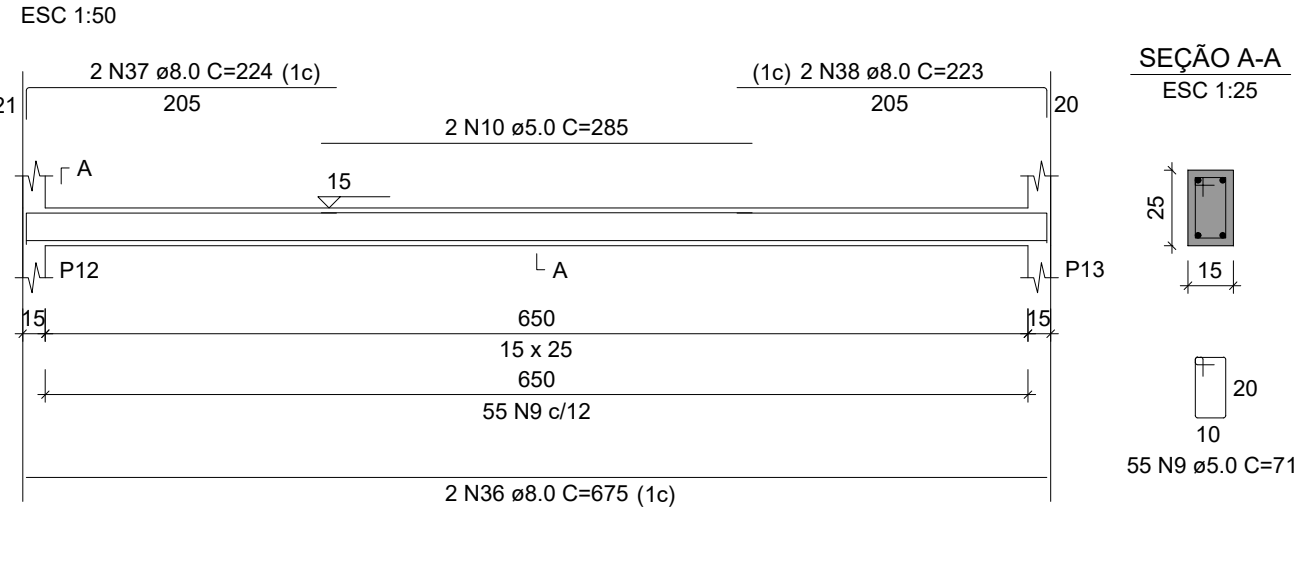 ESC 1:50
2 N37 ø8.0 C=224 (1c)
(1c) 2 N38 ø8.0 C=223
SEÇÃO A-A
ESC 1:25
21
205
205
20
2 N10 ø5.0 C=285
A
15
25
15
P12
A
P13
15
650
15
15 x 25
650
55 N9 c/12
20
10
55 N9 ø5.0 C=71
2 N36 ø8.0 C=675 (1c)